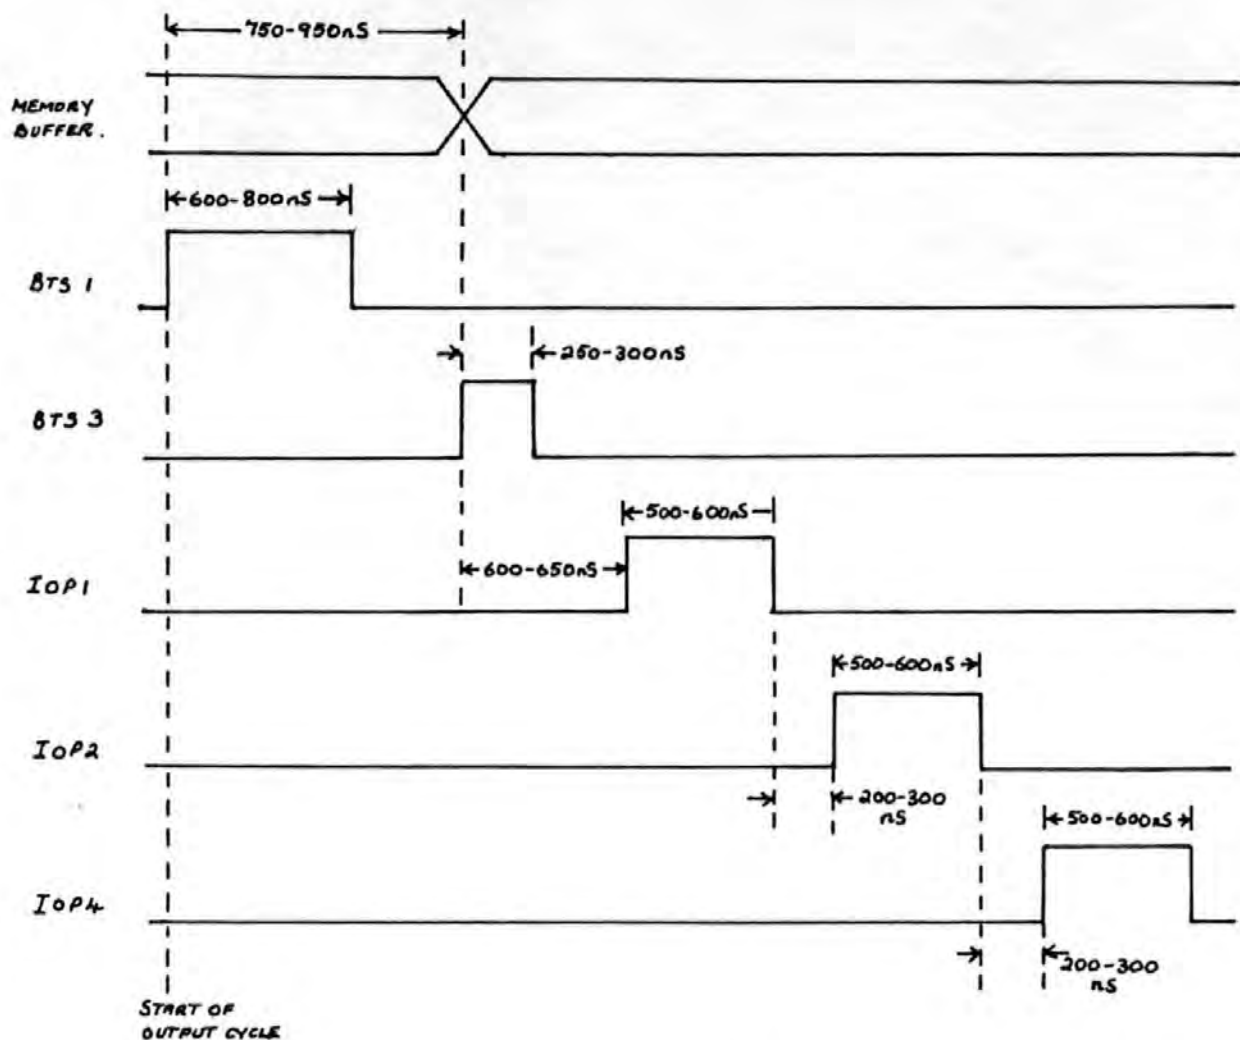 750-950nS
MEMORY
BUFFER.
600-800nS
BTS 1
250-300nS
BTS 3
500-600nS
600-650nS
IOP1
500-600nS
IOP2
200-300
nS
500-600nS
IOP4
200-300
nS
START OF
OUTPUT CYCLE